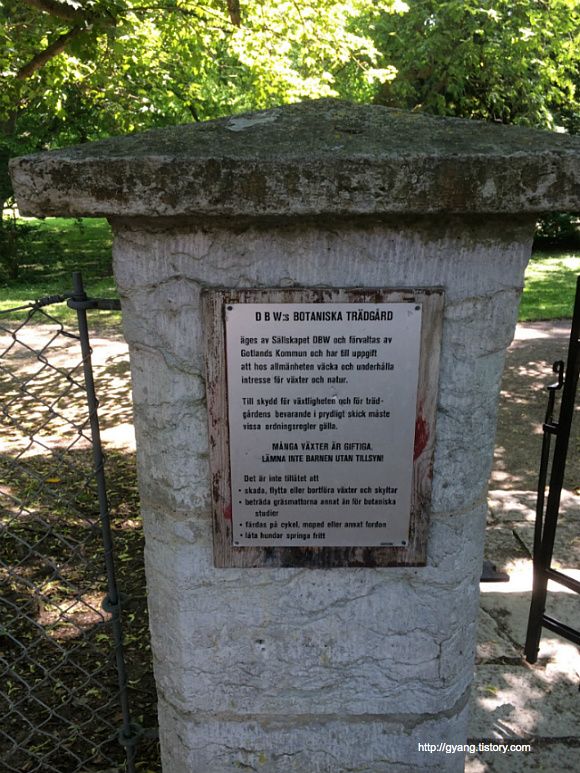 DBW:s BOTANISKA TRÄDGÅRD
äges av Sällskapet DBW och förvaltas av
Gotlands Kommun och har till uppgift
att hos allmänheten väcka och underhålla
intresse för växter och natur.
Till skydd för växtligheten och för träd-
gårdens bevarande i prydligt skick måste
vissa ordningsregler gälla.
MÅNGA VÄXTER ÄR GIFTIGA.
LÄMNA INTE BARNEN UTAN TILLSYN!
Det är inte tillåtet att
• skada, flytta eller bortföra växter och skyltar
• beträda gräsmattorna annat än för botaniska
studier
• färdas på cykel, moped eller annat fordon
• låta hundar springa fritt
http://gyang.tistory.com